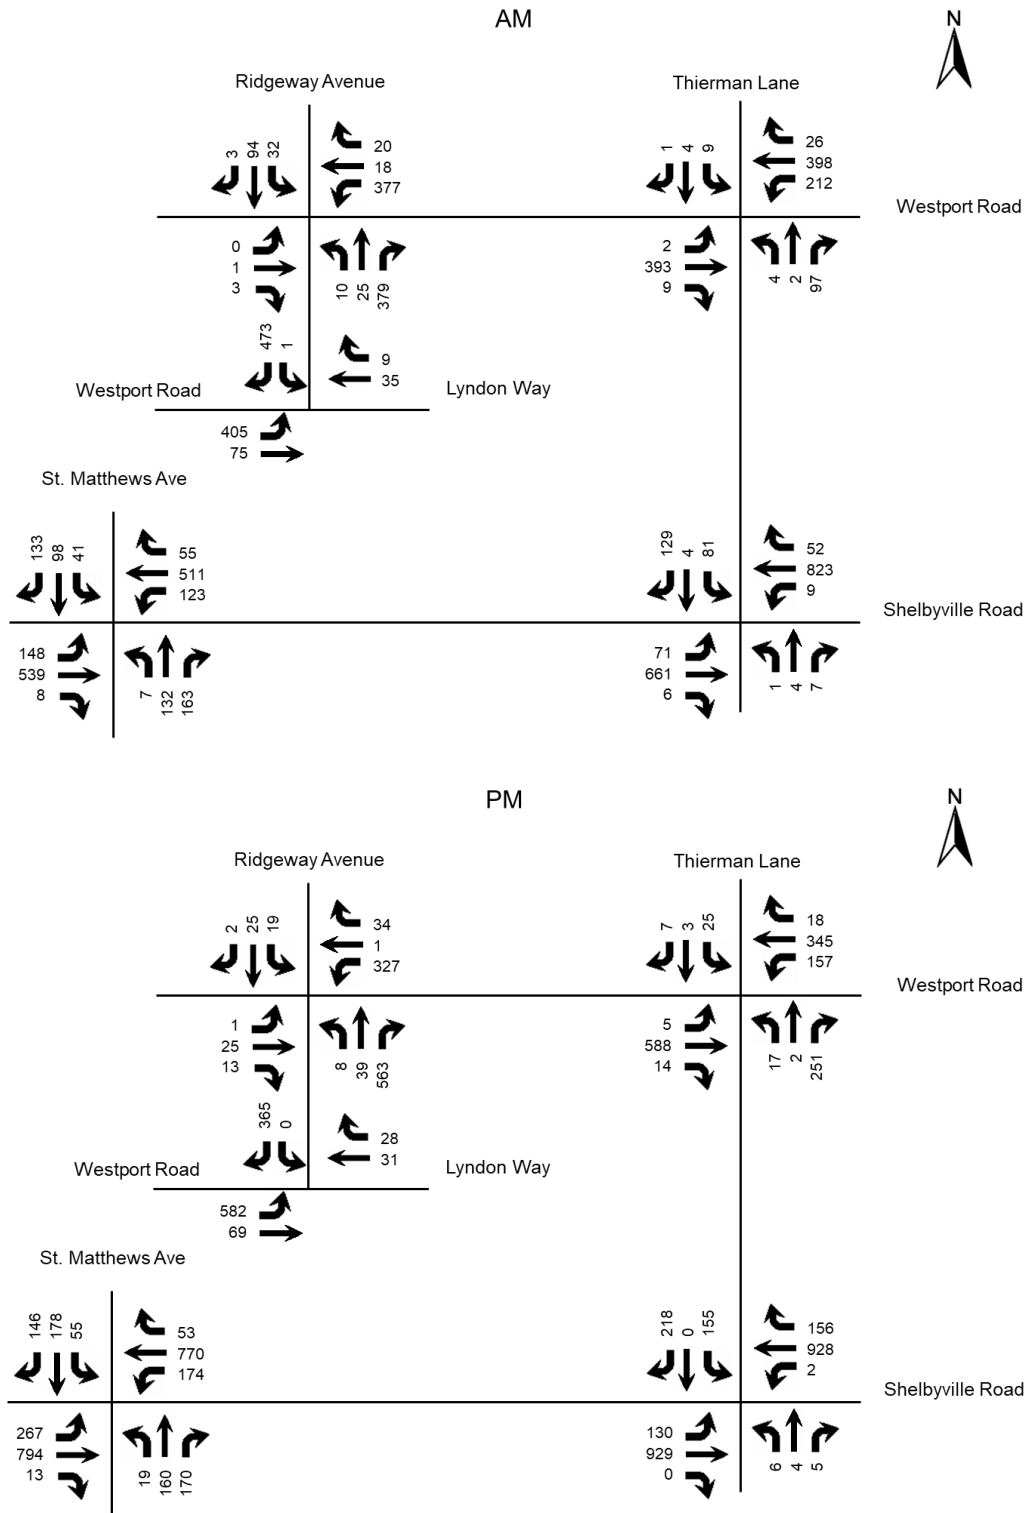 AM
N
Ridgeway Avenue
Thierman Lane
3 94 32
20
18
377
1 4 9
26
398
212
Westport Road
0
1
3
10 25 379
2
393
9
4 2 97
473 1
9
35
Westport Road
Lyndon Way
405
75
St. Matthews Ave
133 98 41
55
511
123
129 4 81
52
823
9
Shelbyville Road
148
539
8
7 132 163
71
661
6
1 4 7
PM
N
Ridgeway Avenue
Thierman Lane
2 25 19
34
1
327
7 3 25
18
345
157
Westport Road
1
25
13
8 39 563
5
588
14
17 2 251
365 0
28
31
Westport Road
Lyndon Way
582
69
St. Matthews Ave
146 178 55
53
770
174
218 0 155
156
928
2
Shelbyville Road
267
794
13
19 160 170
130
929
0
6 4 5